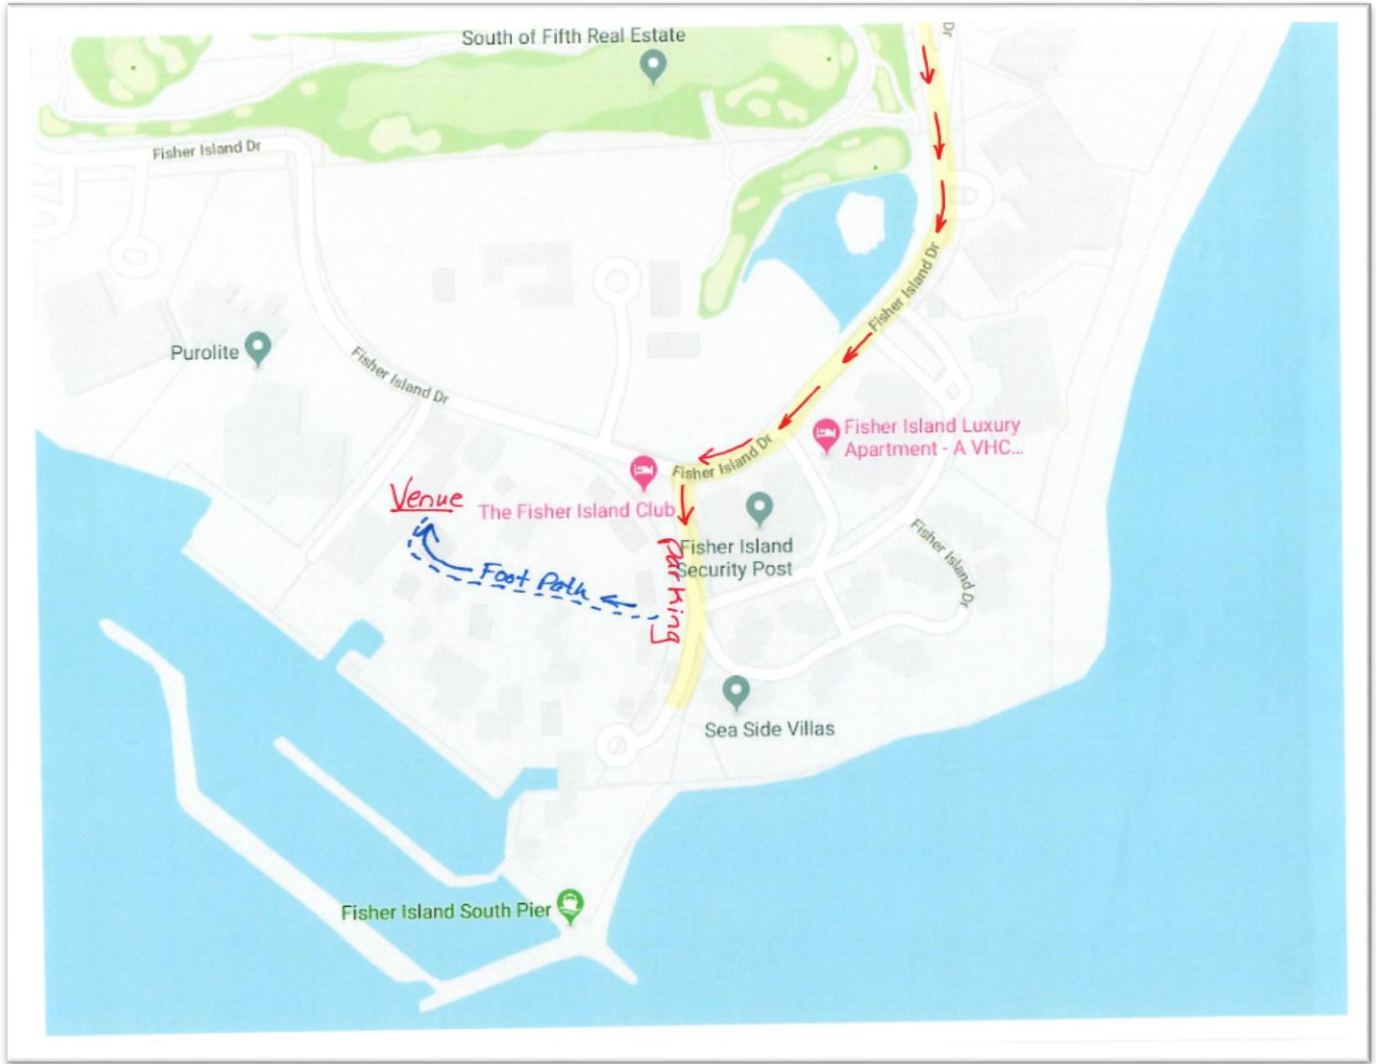 South of Fifth Real Estate
Dr
Fisher Island Dr
Fisher Island Dr
Purolite
Fisher Island Dr
Fisher Island Luxury
Apartment - A VHC...
Fisher Island Dr
Venue
The Fisher Island Club
Fisher Island
Security Post
Parking
Foot Path
Fisher Island Dr
Sea Side Villas
Fisher Island South Pier